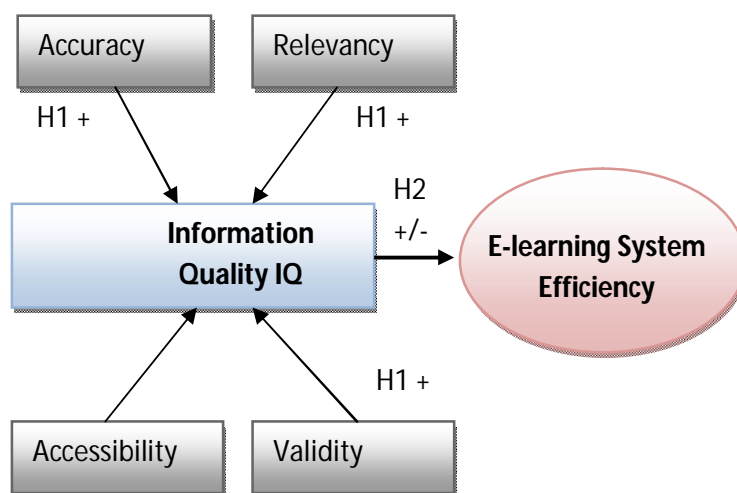 Accuracy
Relevancy
H1 +
H1 +
H2
+/-
Information
Quality IQ
E-learning System
Efficiency
H1 +
Accessibility
Validity